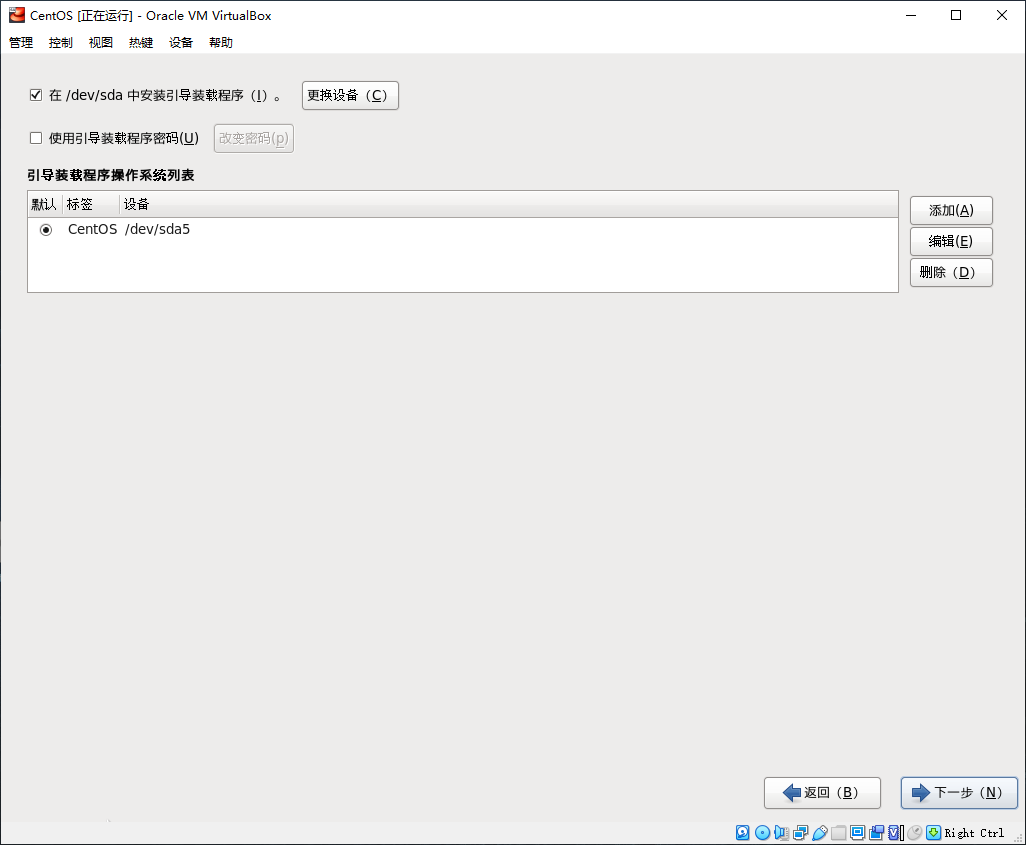 CentOS [正在运行] - Oracle VM VirtualBox
管理 控制 视图 热键 设备 帮助
在 /dev/sda 中安装引导装载程序（I）。 更换设备（C）
使用引导装载程序密码(U) 改变密码(p)
引导装载程序操作系统列表
默认 标签 设备
添加(A)
CentOS /dev/sda5
编辑(E)
删除（D）
返回（B） 下一步（N）
Right Ctrl